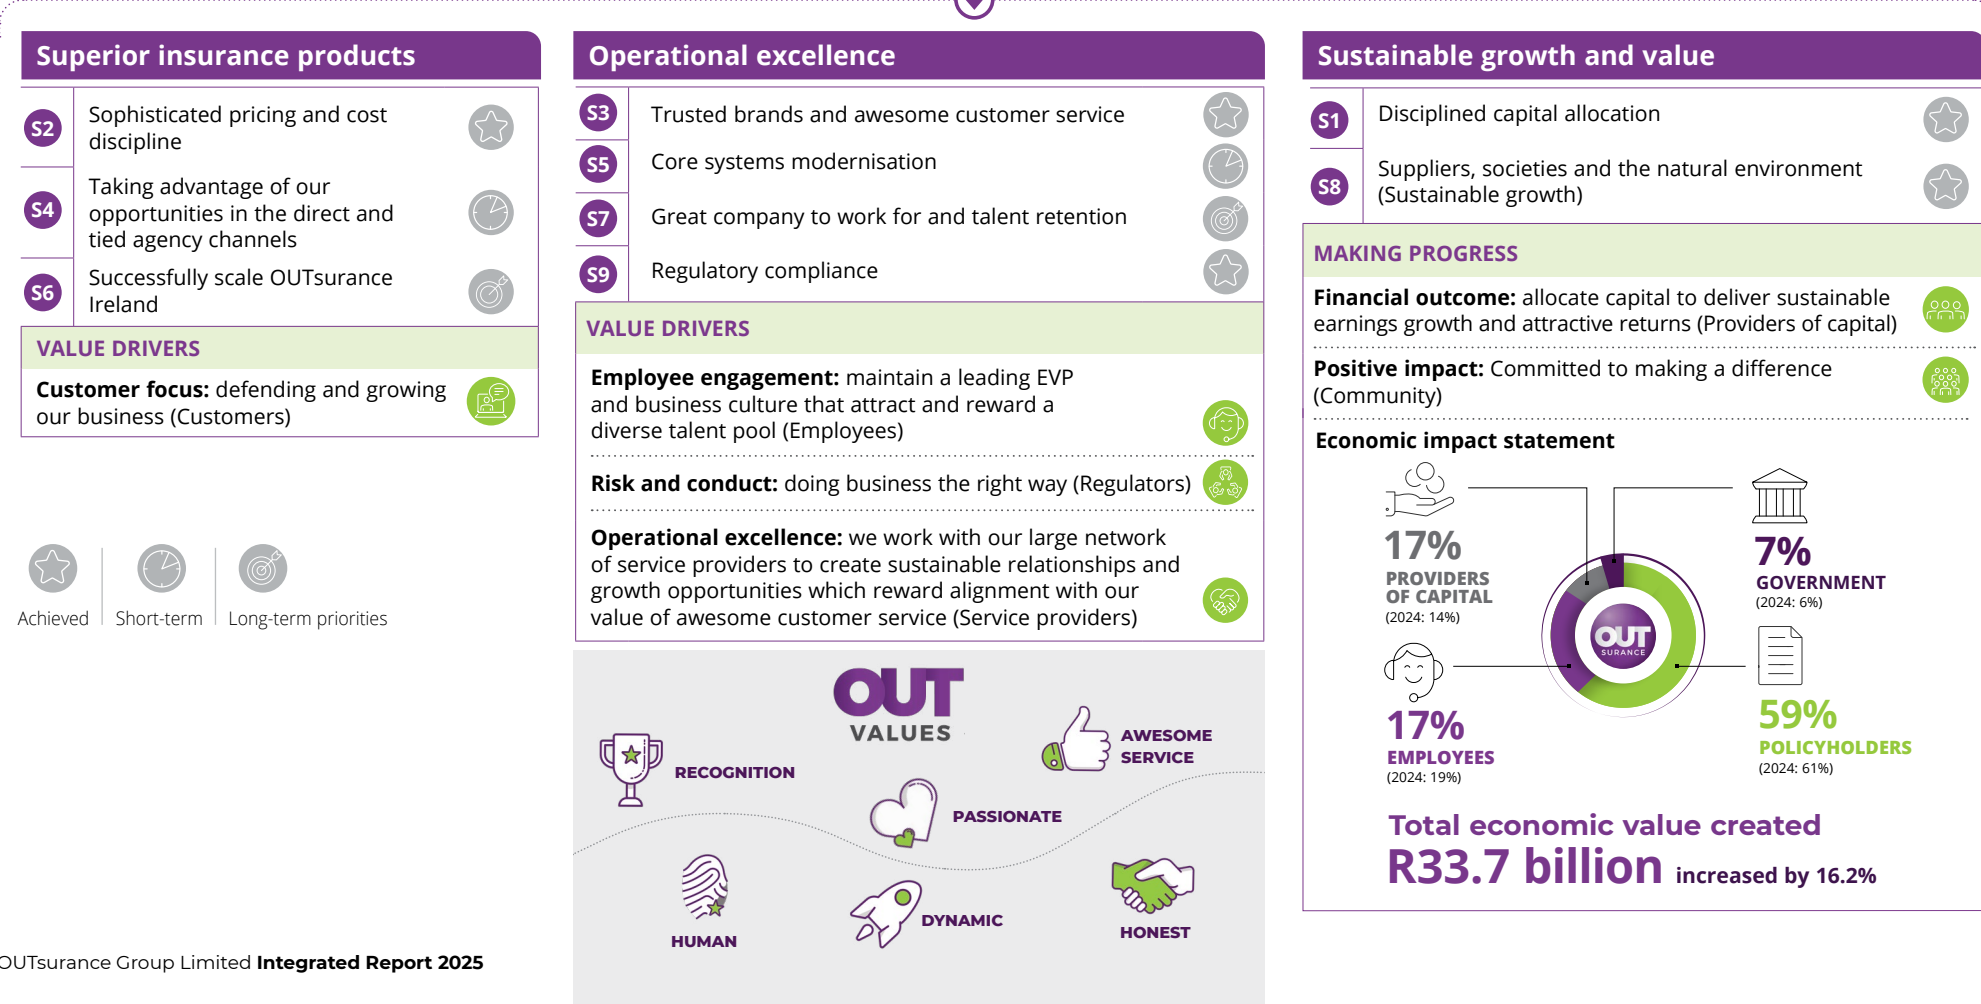 Superior insurance products
S2
Sophisticated pricing and cost
discipline
S4
Taking advantage of our
opportunities in the direct and
tied agency channels
S6
Successfully scale OUTsurance
Ireland
VALUE DRIVERS
Customer focus: defending and growing
our business (Customers)
Achieved
Short-term
Long-term priorities
Operational excellence
S3
Trusted brands and awesome customer service
S5
Core systems modernisation
S7
Great company to work for and talent retention
S9
Regulatory compliance
VALUE DRIVERS
Employee engagement: maintain a leading EVP
and business culture that attract and reward a
diverse talent pool (Employees)
Risk and conduct: doing business the right way (Regulators)
Operational excellence: we work with our large network
of service providers to create sustainable relationships and
growth opportunities which reward alignment with our
value of awesome customer service (Service providers)
OUT
VALUES
RECOGNITION
AWESOME
SERVICE
PASSIONATE
HUMAN
DYNAMIC
HONEST
Sustainable growth and value
S1
Disciplined capital allocation
S8
Suppliers, societies and the natural environment
(Sustainable growth)
MAKING PROGRESS
Financial outcome: allocate capital to deliver sustainable
earnings growth and attractive returns (Providers of capital)
Positive impact: Committed to making a difference
(Community)
Economic impact statement
17%
PROVIDERS
OF CAPITAL
(2024: 14%)
7%
GOVERNMENT
(2024: 6%)
OUT
SURANCE
17%
EMPLOYEES
(2024: 19%)
59%
POLICYHOLDERS
(2024: 61%)
Total economic value created
R33.7 billion increased by 16.2%
OUTsurance Group Limited Integrated Report 2025